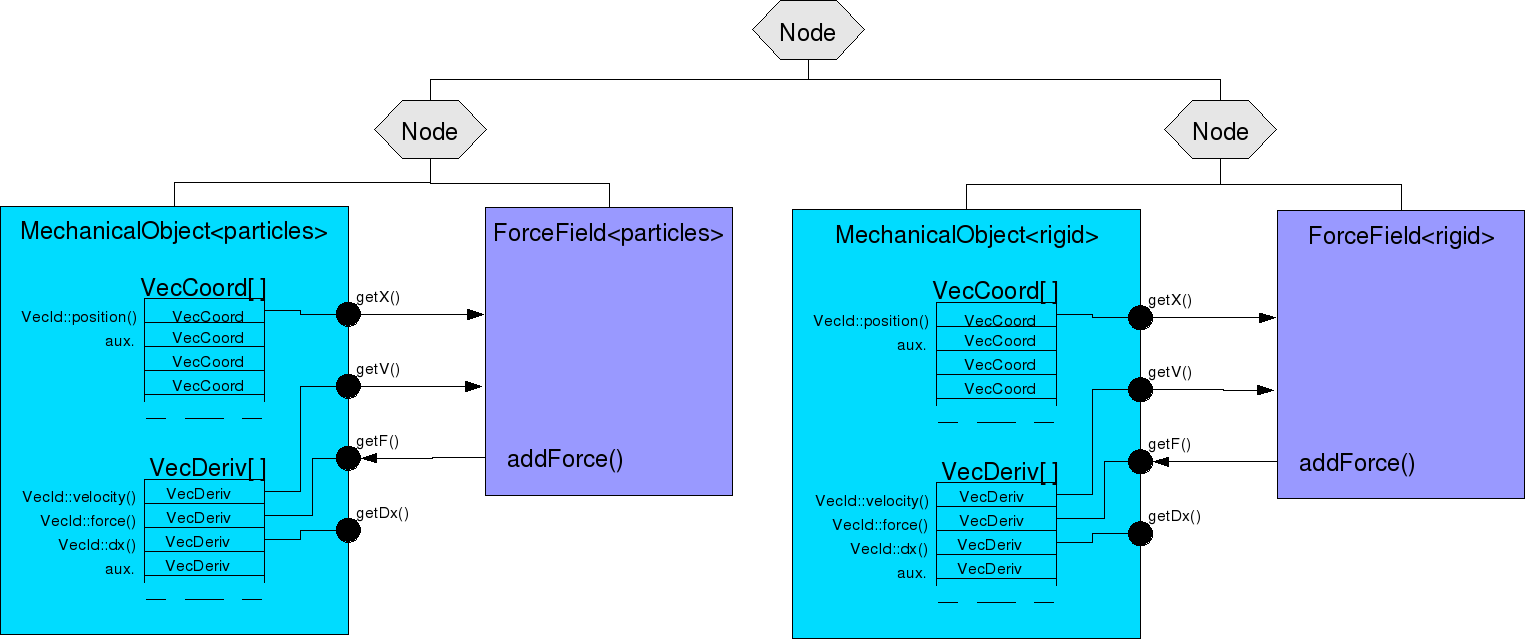 Node
Node
Node
MechanicalObject<particles>
VecCoord[ ]
VecId::position()
VecCoord
aux.
VecCoord
VecCoord
VecCoord
VecDeriv[ ]
VecId::velocity()
VecDeriv
VecId::force()
VecDeriv
VecId::dx()
VecDeriv
aux.
VecDeriv
getX()
getV()
getF()
getDx()
ForceField<particles>
addForce()
MechanicalObject<rigid>
VecCoord[ ]
VecId::position()
VecCoord
aux.
VecCoord
VecCoord
VecCoord
VecDeriv[ ]
VecId::velocity()
VecDeriv
VecId::force()
VecDeriv
VecId::dx()
VecDeriv
aux.
VecDeriv
getX()
getV()
getF()
getDx()
ForceField<rigid>
addForce()